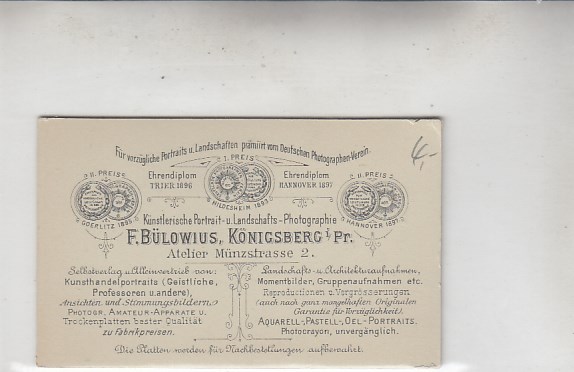 Für vorzügliche Portraits u. Landschaften prämiirt vom Deutschen Photographen-Verein.
4,-
II. PREIS
GOERLITZ 1895.
Ehrendiplom
TRIER 1896
I. PREIS
HILDESHEIM 1893.
Ehrendiplom
HANNOVER 1897
II. PREIS
HANNOVER 1897.
Künstlerische Portrait- u. Landschafts-Photographie
F. BÜLOWIUS, KÖNIGSBERG i/Pr.
Atelier Münzstrasse 2.
Selbstverlag u. Alleinvertrieb von:
Kunsthandelportraits (Geistliche,
Professoren u. andere),
Ansichten und Stimmungsbildern,
PHOTOGR. AMATEUR-APPARATE U.
Trockenplatten bester Qualität
zu Fabrikpreisen.
Landschafts- u. Architekturaufnahmen,
Momentbilder, Gruppenaufnahmen etc.
Reproductionen u. Vergrösserungen
(auch nach ganz mangelhaften Originalen
Garantie für Vorzüglichkeit)
AQUARELL-, PASTELL-, OEL-PORTRAITS.
Photocrayon, unvergänglich.
Die Platten werden für Nachbestellungen aufbewahrt.